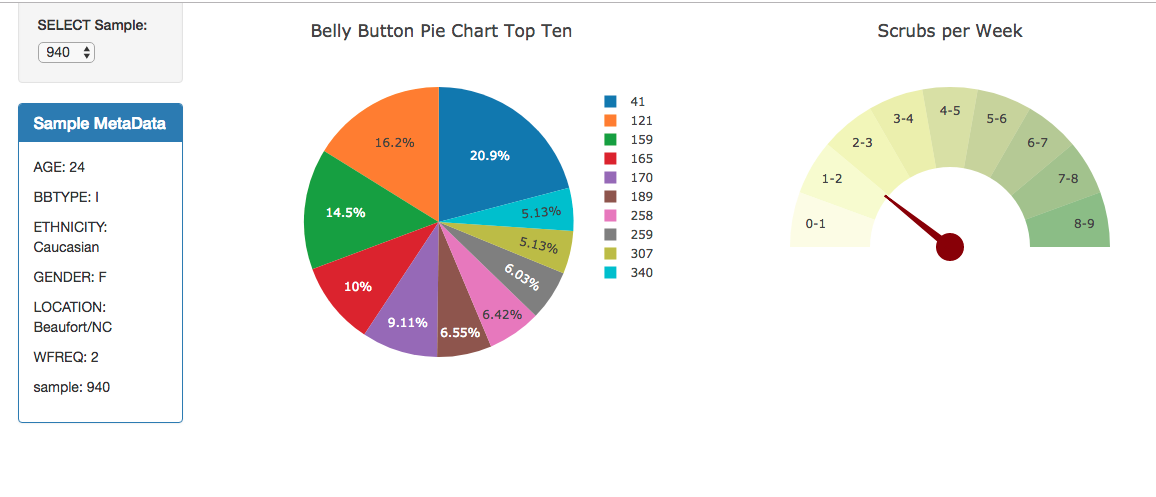 SELECT Sample:
940
Sample MetaData
AGE: 24
BBTYPE: I
ETHNICITY:
Caucasian
GENDER: F
LOCATION:
Beaufort/NC
WFREQ: 2
sample: 940
Belly Button Pie Chart Top Ten
20.9%
16.2%
14.5%
10%
9.11%
6.55%
6.42%
6.03%
5.13%
5.13%
41
121
159
165
170
189
258
259
307
340
Scrubs per Week
0-1
1-2
2-3
3-4
4-5
5-6
6-7
7-8
8-9